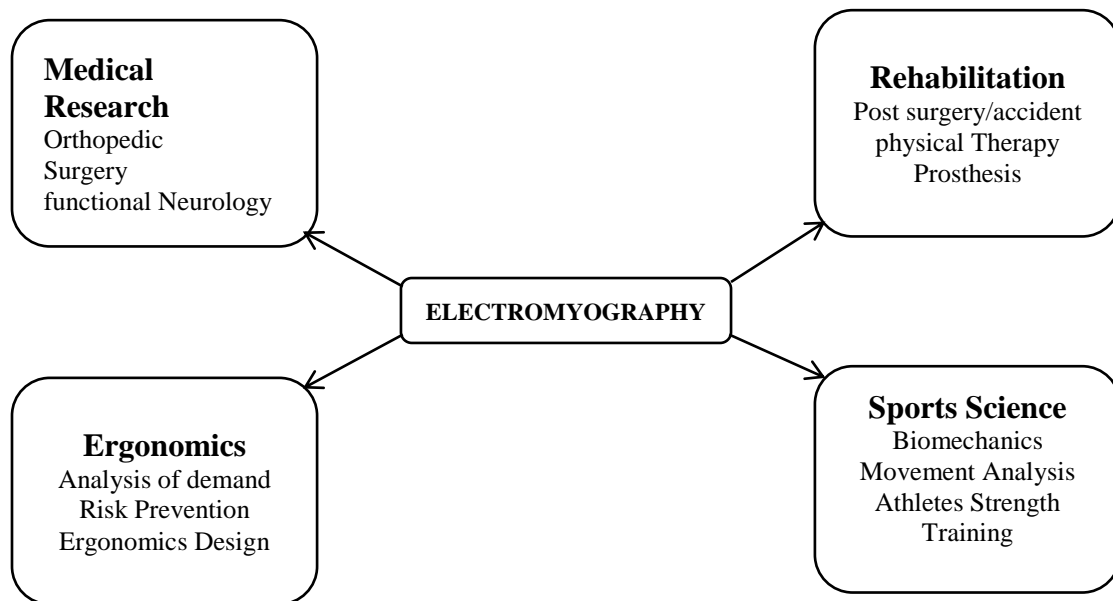 Medical
Research
Orthopedic
Surgery
functional Neurology
Rehabilitation
Post surgery/accident
physical Therapy
Prosthesis
ELECTROMYOGRAPHY
Ergonomics
Analysis of demand
Risk Prevention
Ergonomics Design
Sports Science
Biomechanics
Movement Analysis
Athletes Strength
Training